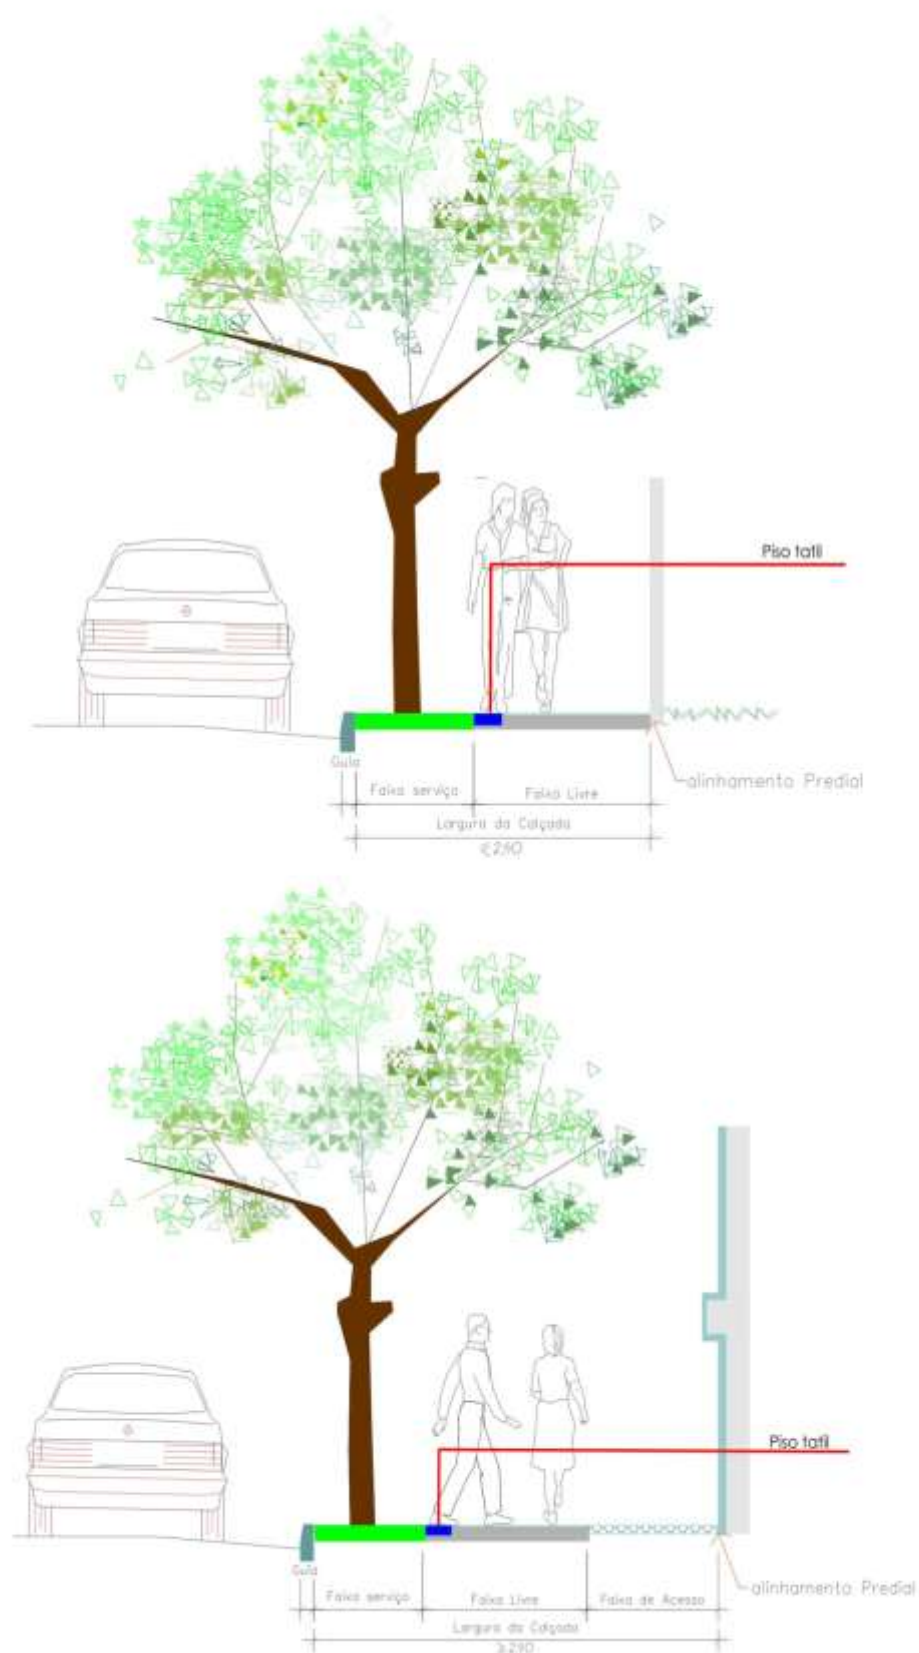 Piso tatil
Guia
alinhamento Predial
Faixa serviço
Faixa Livre
Largura da Calçada
Piso tatil
Guia
alinhamento Predial
Faixa serviço
Faixa Livre
Faixa de Acesso
Largura da Calçada